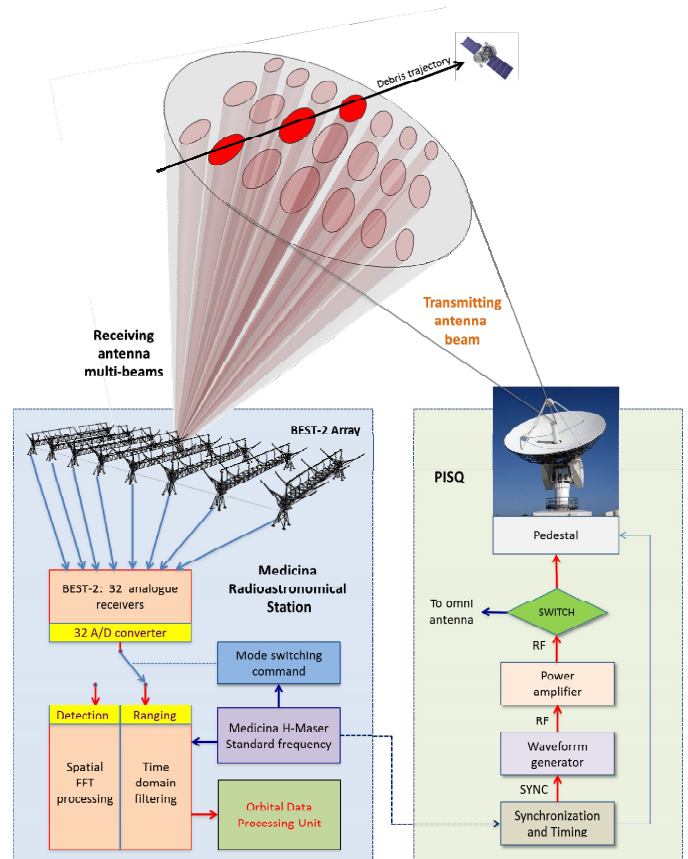 Debris trajectory
Transmitting
antenna
beam
Receiving
antenna
multi-beams
BEST-2 Array
PISQ
Pedestal
Medicina
Radioastronomical
Station
BEST-2: 32 analogue
receivers
32 A/D converter
To omni
antenna
SWITCH
RF
Mode switching
command
Power
amplifier
RF
Detection
Ranging
Medicina H-Maser
Standard frequency
Waveform
generator
Spatial
FFT
processing
Time
domain
filtering
SYNC
Orbital Data
Processing Unit
Synchronization
and Timing